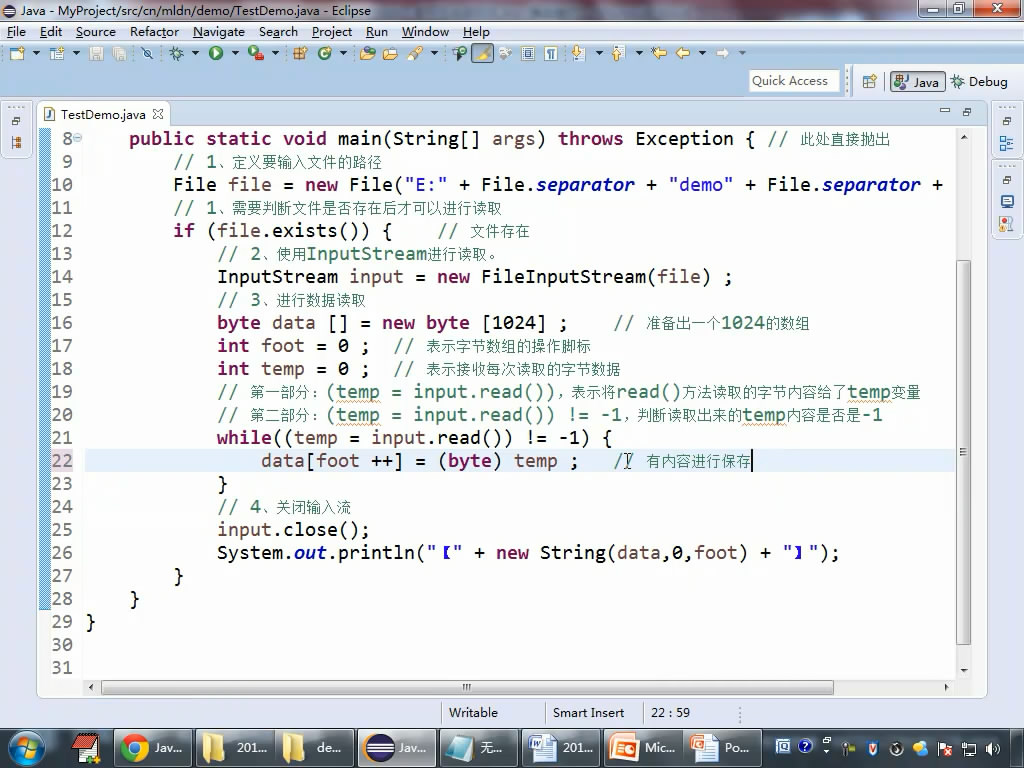 Java - MyProject/src/cn/mldn/demo/TestDemo.java - Eclipse
File Edit Source Refactor Navigate Search Project Run Window Help
Quick Access Java Debug
TestDemo.java
8 public static void main(String[] args) throws Exception { // 此处直接抛出
9 // 1、定义要输入文件的路径
10 File file = new File("E:" + File.separator + "demo" + File.separator +
11 // 1、需要判断文件是否存在后才可以进行读取
12 if (file.exists()) { // 文件存在
13 // 2、使用InputStream进行读取。
14 InputStream input = new FileInputStream(file) ;
15 // 3、进行数据读取
16 byte data [] = new byte [1024] ; // 准备出一个1024的数组
17 int foot = 0 ; // 表示字节数组的操作脚标
18 int temp = 0 ; // 表示接收每次读取的字节数据
19 // 第一部分：(temp = input.read())，表示将read()方法读取的字节内容给了temp变量
20 // 第二部分：(temp = input.read()) != -1，判断读取出来的temp内容是否是-1
21 while((temp = input.read()) != -1) {
22 data[foot ++] = (byte) temp ; // 有内容进行保存
23 }
24 // 4、关闭输入流
25 input.close();
26 System.out.println("【" + new String(data,0,foot) + "】");
27 }
28 }
29 }
30
31
Writable Smart Insert 22 : 59
Jav... 201... de... Jav... 无... 201... Mic... Po...